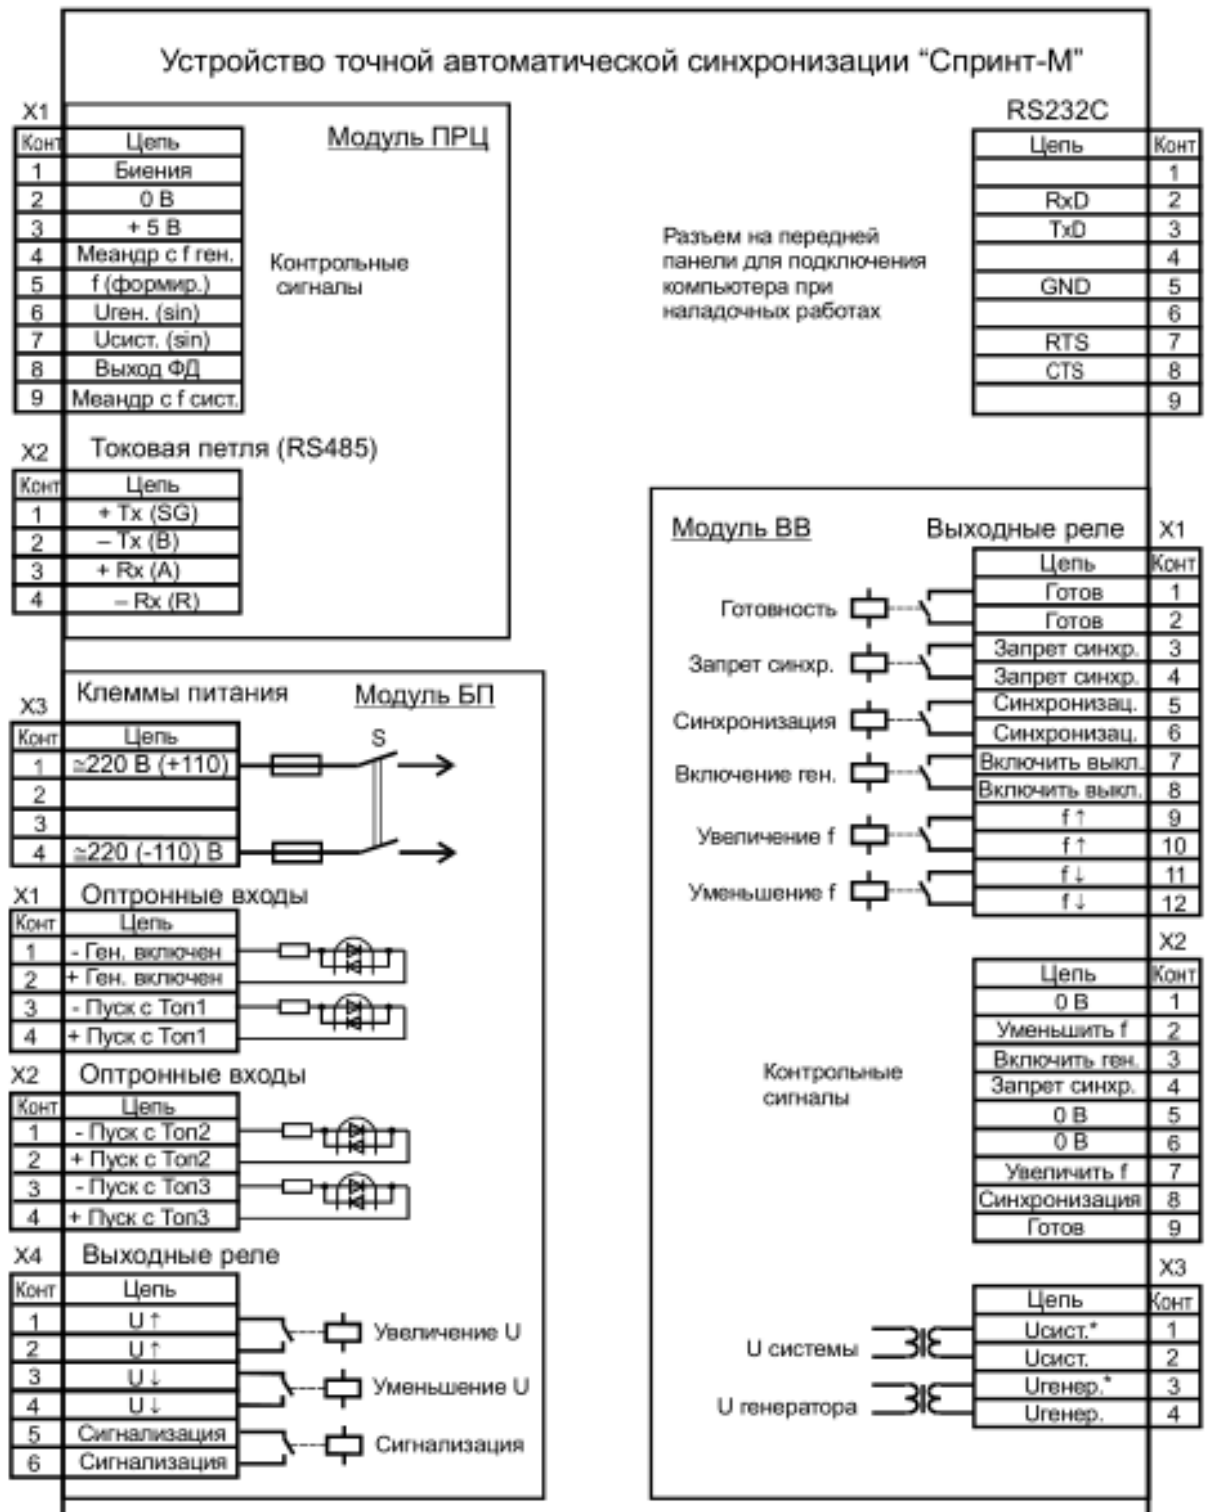 Устройство точной автоматической синхронизации “Спринт-М”
X1
Модуль ПРЦ
Конт Цепь
1 Биения
2 0 В
3 + 5 В
4 Меандр с f ген.
5 f (формир.)
6 Uген. (sin)
7 Uсист. (sin)
8 Выход ФД
9 Меандр с f сист.
Контрольные
сигналы
X2 Токовая петля (RS485)
Конт Цепь
1 + Tx (SG)
2 – Tx (B)
3 + Rx (A)
4 – Rx (R)
X3 Клеммы питания Модуль БП
Конт Цепь
1 ≅220 В (+110)
2
3
4 ≅220 (-110) В
S
X1 Оптронные входы
Конт Цепь
1 - Ген. включен
2 + Ген. включен
3 - Пуск с Топ1
4 + Пуск с Топ1
X2 Оптронные входы
Конт Цепь
1 - Пуск с Топ2
2 + Пуск с Топ2
3 - Пуск с Топ3
4 + Пуск с Топ3
X4 Выходные реле
Конт Цепь
1 U ↑
2 U ↑
3 U ↓
4 U ↓
5 Сигнализация
6 Сигнализация
Увеличение U
Уменьшение U
Сигнализация
RS232C
Цепь Конт
1
RxD 2
TxD 3
4
GND 5
6
RTS 7
CTS 8
9
Разъем на передней
панели для подключения
компьютера при
наладочных работах
Модуль ВВ Выходные реле X1
Цепь Конт
Готов 1
Готов 2
Запрет синхр. 3
Запрет синхр. 4
Синхронизац. 5
Синхронизац. 6
Включить выкл. 7
Включить выкл. 8
f ↑ 9
f ↑ 10
f ↓ 11
f ↓ 12
Готовность
Запрет синхр.
Синхронизация
Включение ген.
Увеличение f
Уменьшение f
X2
Цепь Конт
0 В 1
Уменьшить f 2
Включить ген. 3
Запрет синхр. 4
0 В 5
0 В 6
Увеличить f 7
Синхронизация 8
Готов 9
Контрольные
сигналы
X3
Цепь Конт
Uсист.* 1
Uсист. 2
Uгенер.* 3
Uгенер. 4
U системы
U генератора